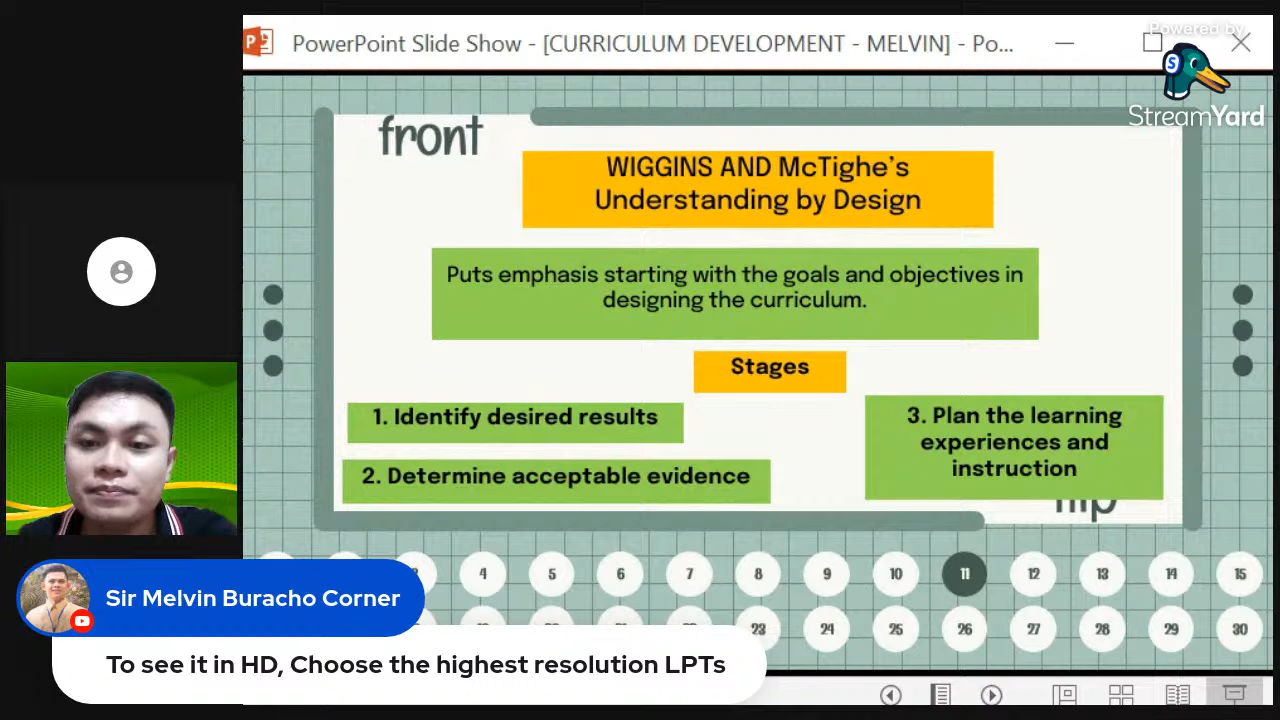 PowerPoint Slide Show - [CURRICULUM DEVELOPMENT - MELVIN] - Po...
Powered by
StreamYard
front
WIGGINS AND McTighe's
Understanding by Design
Puts emphasis starting with the goals and objectives in
designing the curriculum.
Stages
1. Identify desired results
2. Determine acceptable evidence
3. Plan the learning
experiences and
instruction
flip
3 4 5 6 7 8 9 10 11 12 13 14 15
23 24 25 26 27 28 29 30
Sir Melvin Buracho Corner
To see it in HD, Choose the highest resolution LPTs